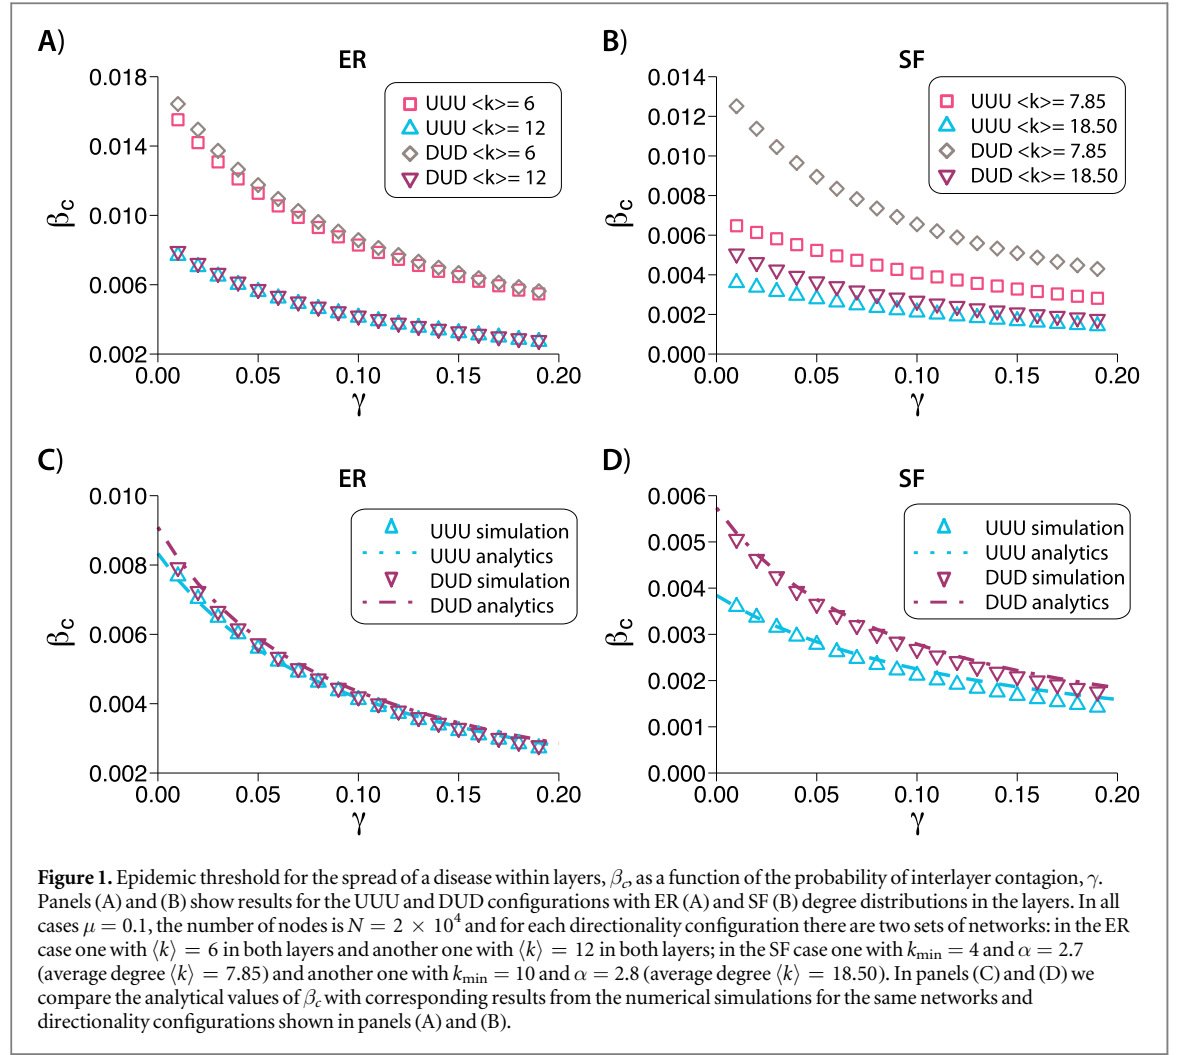 A)
ER
0.018
0.014
0.010
0.006
0.002
βc
UUU <k>= 6
UUU <k>= 12
DUD <k>= 6
DUD <k>= 12
0.00 0.05 0.10 0.15 0.20
γ
B)
SF
0.014
0.012
0.010
0.008
0.006
0.004
0.002
0.000
βc
UUU <k>= 7.85
UUU <k>= 18.50
DUD <k>= 7.85
DUD <k>= 18.50
0.00 0.05 0.10 0.15 0.20
γ
C)
ER
0.010
0.008
0.006
0.004
0.002
βc
UUU simulation
UUU analytics
DUD simulation
DUD analytics
0.00 0.05 0.10 0.15 0.20
γ
D)
SF
0.006
0.005
0.004
0.003
0.002
0.001
0.000
βc
UUU simulation
UUU analytics
DUD simulation
DUD analytics
0.00 0.05 0.10 0.15 0.20
γ
Figure 1. Epidemic threshold for the spread of a disease within layers, βc, as a function of the probability of interlayer contagion, γ.
Panels (A) and (B) show results for the UUU and DUD configurations with ER (A) and SF (B) degree distributions in the layers. In all
cases μ = 0.1, the number of nodes is N = 2 × 10⁴ and for each directionality configuration there are two sets of networks: in the ER
case one with ⟨k⟩ = 6 in both layers and another one with ⟨k⟩ = 12 in both layers; in the SF case one with kmin = 4 and α = 2.7
(average degree ⟨k⟩ = 7.85) and another one with kmin = 10 and α = 2.8 (average degree ⟨k⟩ = 18.50). In panels (C) and (D) we
compare the analytical values of βc with corresponding results from the numerical simulations for the same networks and
directionality configurations shown in panels (A) and (B).